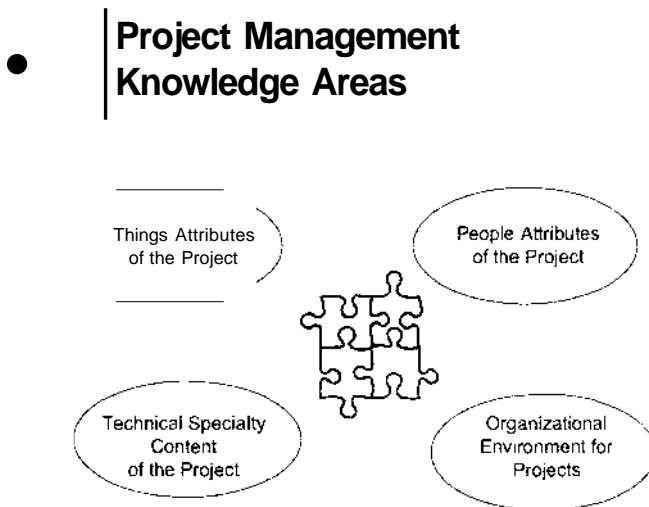 Project Management
Knowledge Areas
Things Attributes
of the Project
People Attributes
of the Project
Technical Specialty
Content
of the Project
Organizational
Environment for
Projects